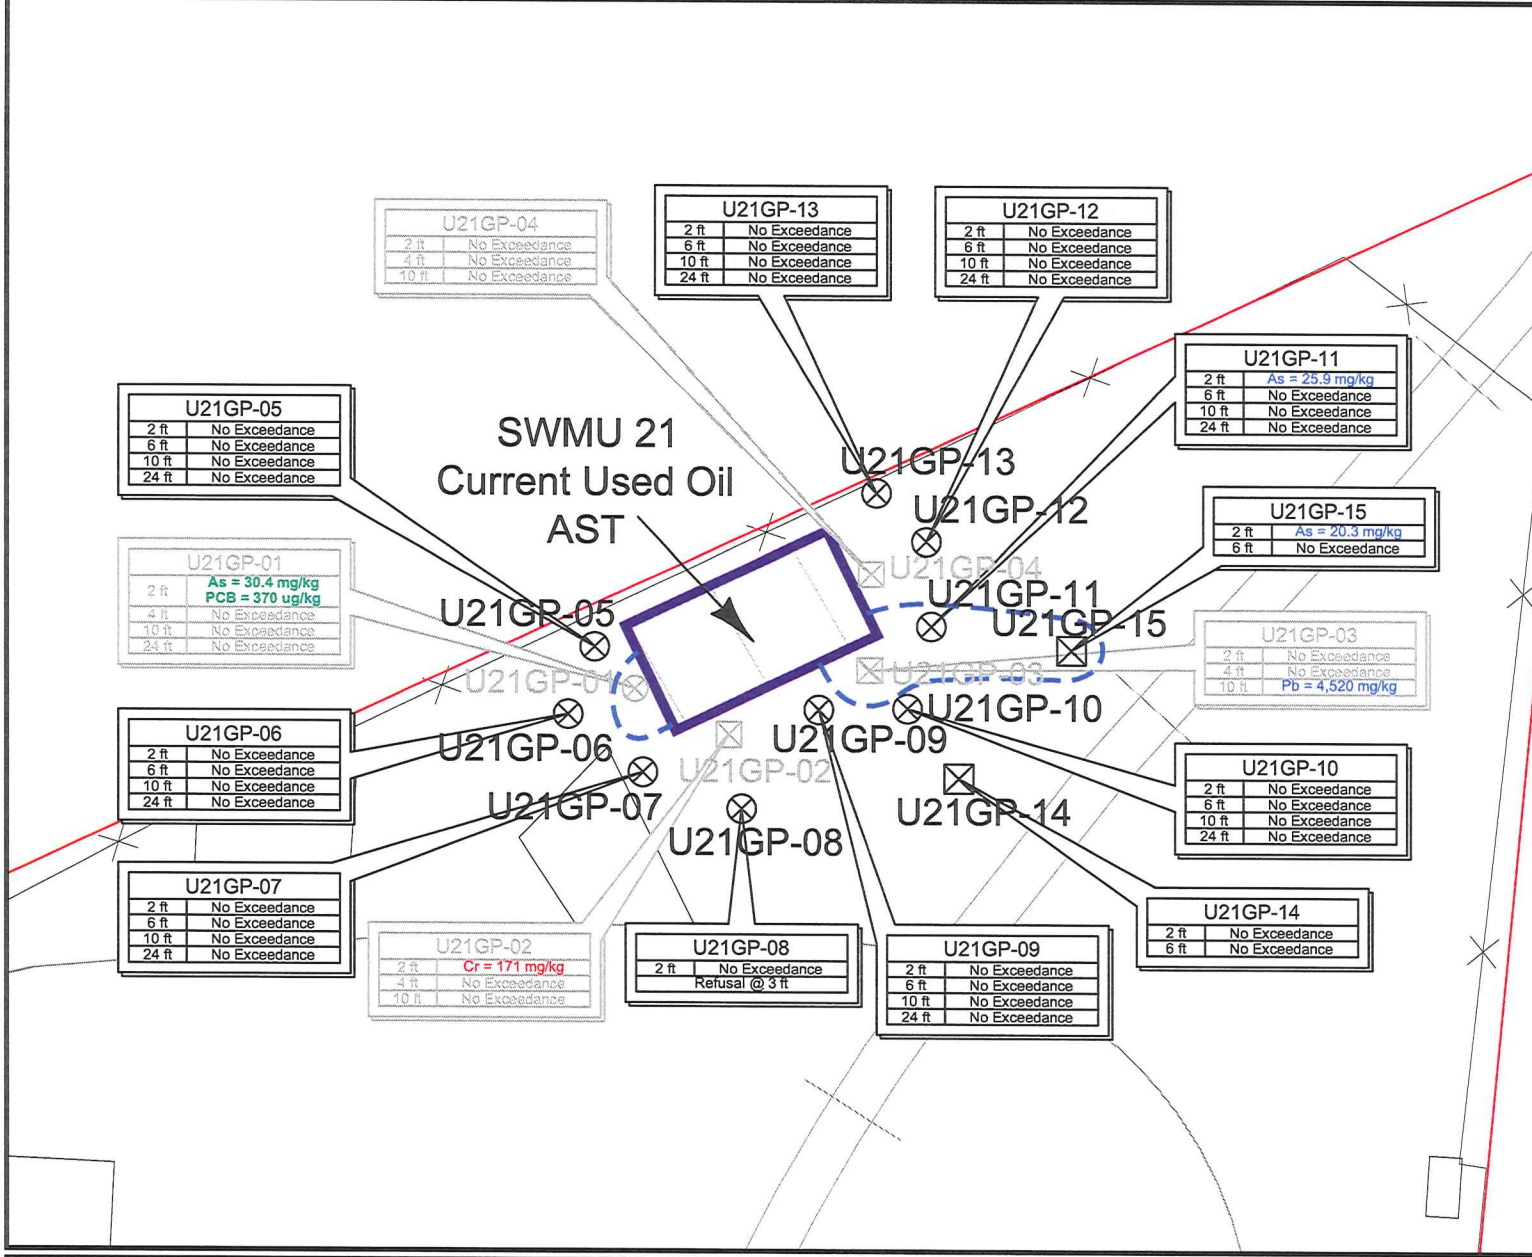 U21GP-04
2 ft No Exceedance
4 ft No Exceedance
10 ft No Exceedance
U21GP-13
2 ft No Exceedance
6 ft No Exceedance
10 ft No Exceedance
24 ft No Exceedance
U21GP-12
2 ft No Exceedance
6 ft No Exceedance
10 ft No Exceedance
24 ft No Exceedance
U21GP-11
2 ft As = 25.9 mg/kg
6 ft No Exceedance
10 ft No Exceedance
24 ft No Exceedance
U21GP-05
2 ft No Exceedance
6 ft No Exceedance
10 ft No Exceedance
24 ft No Exceedance
SWMU 21
Current Used Oil
AST
U21GP-13
U21GP-12
U21GP-15
2 ft As = 20.3 mg/kg
6 ft No Exceedance
U21GP-01
2 ft As = 30.4 mg/kg
PCB = 370 ug/kg
4 ft No Exceedance
10 ft No Exceedance
24 ft No Exceedance
U21GP-04
U21GP-11
U21GP-05
U21GP-15
U21GP-03
2 ft No Exceedance
4 ft No Exceedance
10 ft Pb = 4,520 mg/kg
U21GP-01
U21GP-03
U21GP-10
U21GP-06
2 ft No Exceedance
6 ft No Exceedance
10 ft No Exceedance
24 ft No Exceedance
U21GP-06
U21GP-09
U21GP-02
U21GP-07
U21GP-14
U21GP-08
U21GP-10
2 ft No Exceedance
6 ft No Exceedance
10 ft No Exceedance
24 ft No Exceedance
U21GP-07
2 ft No Exceedance
6 ft No Exceedance
10 ft No Exceedance
24 ft No Exceedance
U21GP-14
2 ft No Exceedance
6 ft No Exceedance
U21GP-02
2 ft Cr = 171 mg/kg
4 ft No Exceedance
10 ft No Exceedance
U21GP-08
2 ft No Exceedance
Refusal @ 3 ft
U21GP-09
2 ft No Exceedance
6 ft No Exceedance
10 ft No Exceedance
24 ft No Exceedance